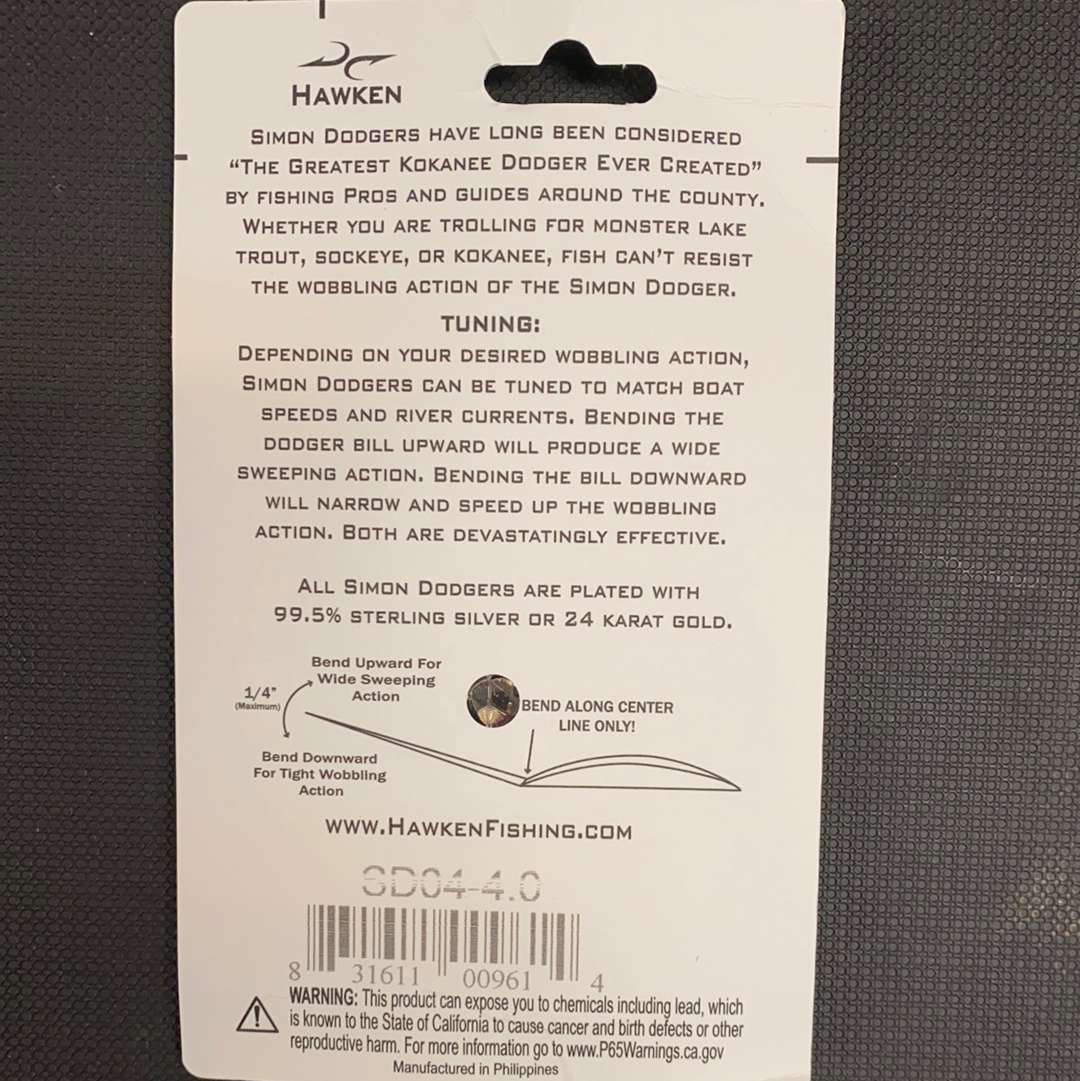 HAWKEN
SIMON DODGERS HAVE LONG BEEN CONSIDERED
“THE GREATEST KOKANEE DODGER EVER CREATED”
BY FISHING PROS AND GUIDES AROUND THE COUNTY.
WHETHER YOU ARE TROLLING FOR MONSTER LAKE
TROUT, SOCKEYE, OR KOKANEE, FISH CAN'T RESIST
THE WOBBLING ACTION OF THE SIMON DODGER.
TUNING:
DEPENDING ON YOUR DESIRED WOBBLING ACTION,
SIMON DODGERS CAN BE TUNED TO MATCH BOAT
SPEEDS AND RIVER CURRENTS. BENDING THE
DODGER BILL UPWARD WILL PRODUCE A WIDE
SWEEPING ACTION. BENDING THE BILL DOWNWARD
WILL NARROW AND SPEED UP THE WOBBLING
ACTION. BOTH ARE DEVASTATINGLY EFFECTIVE.
ALL SIMON DODGERS ARE PLATED WITH
99.5% STERLING SILVER OR 24 KARAT GOLD.
Bend Upward For
Wide Sweeping
Action
1/4"
(Maximum)
BEND ALONG CENTER
LINE ONLY!
Bend Downward
For Tight Wobbling
Action
WWW.HAWKENFISHING.COM
SD04-4.0
8 31611 00961 4
WARNING: This product can expose you to chemicals including lead, which
is known to the State of California to cause cancer and birth defects or other
reproductive harm. For more information go to www.P65Warnings.ca.gov
Manufactured in Philippines